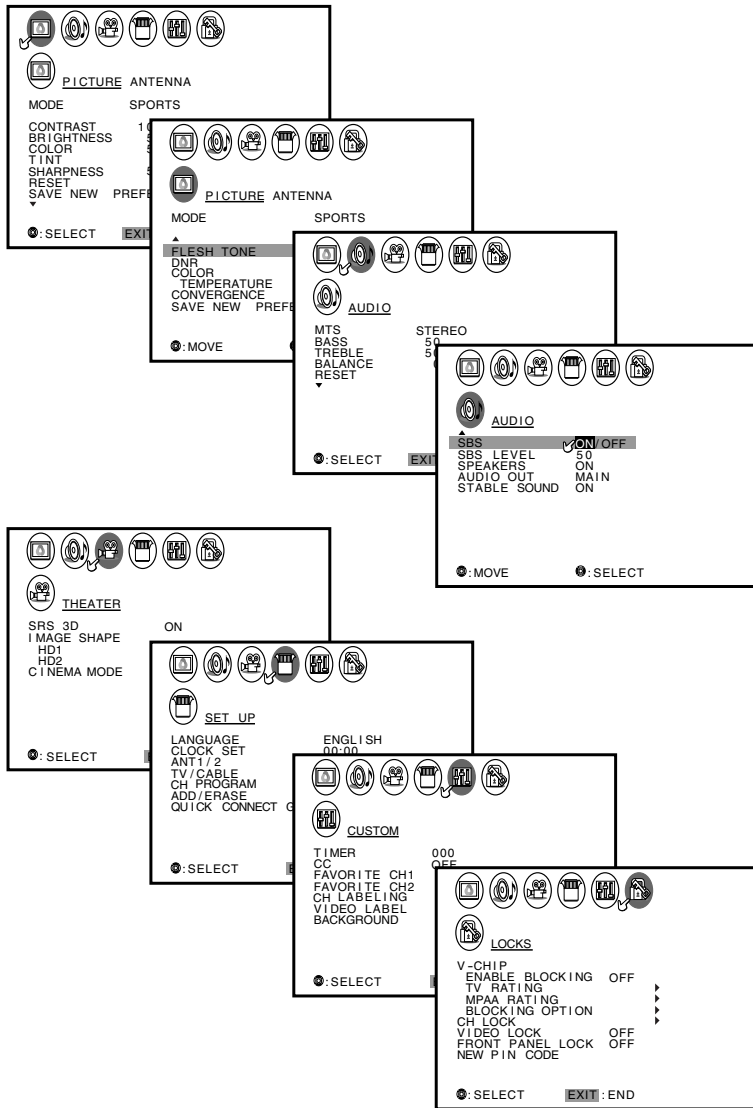 PICTURE ANTENNA
MODE SPORTS
CONTRAST
BRIGHTNESS
COLOR
TINT
SHARPNESS
RESET
SAVE NEW
:SELECT
PICTURE ANTENNA
MODE SPORTS
FLESH TONE
DNR
COLOR
TEMPERATURE
CONVERGENCE
SAVE NEW
:MOVE
AUDIO
MTS STEREO
BASS 50
TREBLE
BALANCE
RESET
:SELECT
AUDIO
SBS ON/OFF
SBS LEVEL 50
SPEAKERS ON
AUDIO OUT MAIN
STABLE SOUND ON
:MOVE :SELECT
THEATER
SRS 3D ON
IMAGE SHAPE
HD1
HD2
CINEMA MODE
:SELECT
SET UP
LANGUAGE ENGLISH
CLOCK SET 00:00
ANT1/2
TV/CABLE
CH PROGRAM
ADD/ERASE
QUICK CONNECT
:SELECT
CUSTOM
TIMER 000
CC OFF
FAVORITE CH1
FAVORITE CH2
CH LABELING
VIDEO LABEL
BACKGROUND
:SELECT
LOCKS
V-CHIP
ENABLE BLOCKING OFF
TV RATING
MPAA RATING
BLOCKING OPTION
CH LOCK
VIDEO LOCK OFF
FRONT PANEL LOCK OFF
NEW PIN CODE
:SELECT EXIT :END